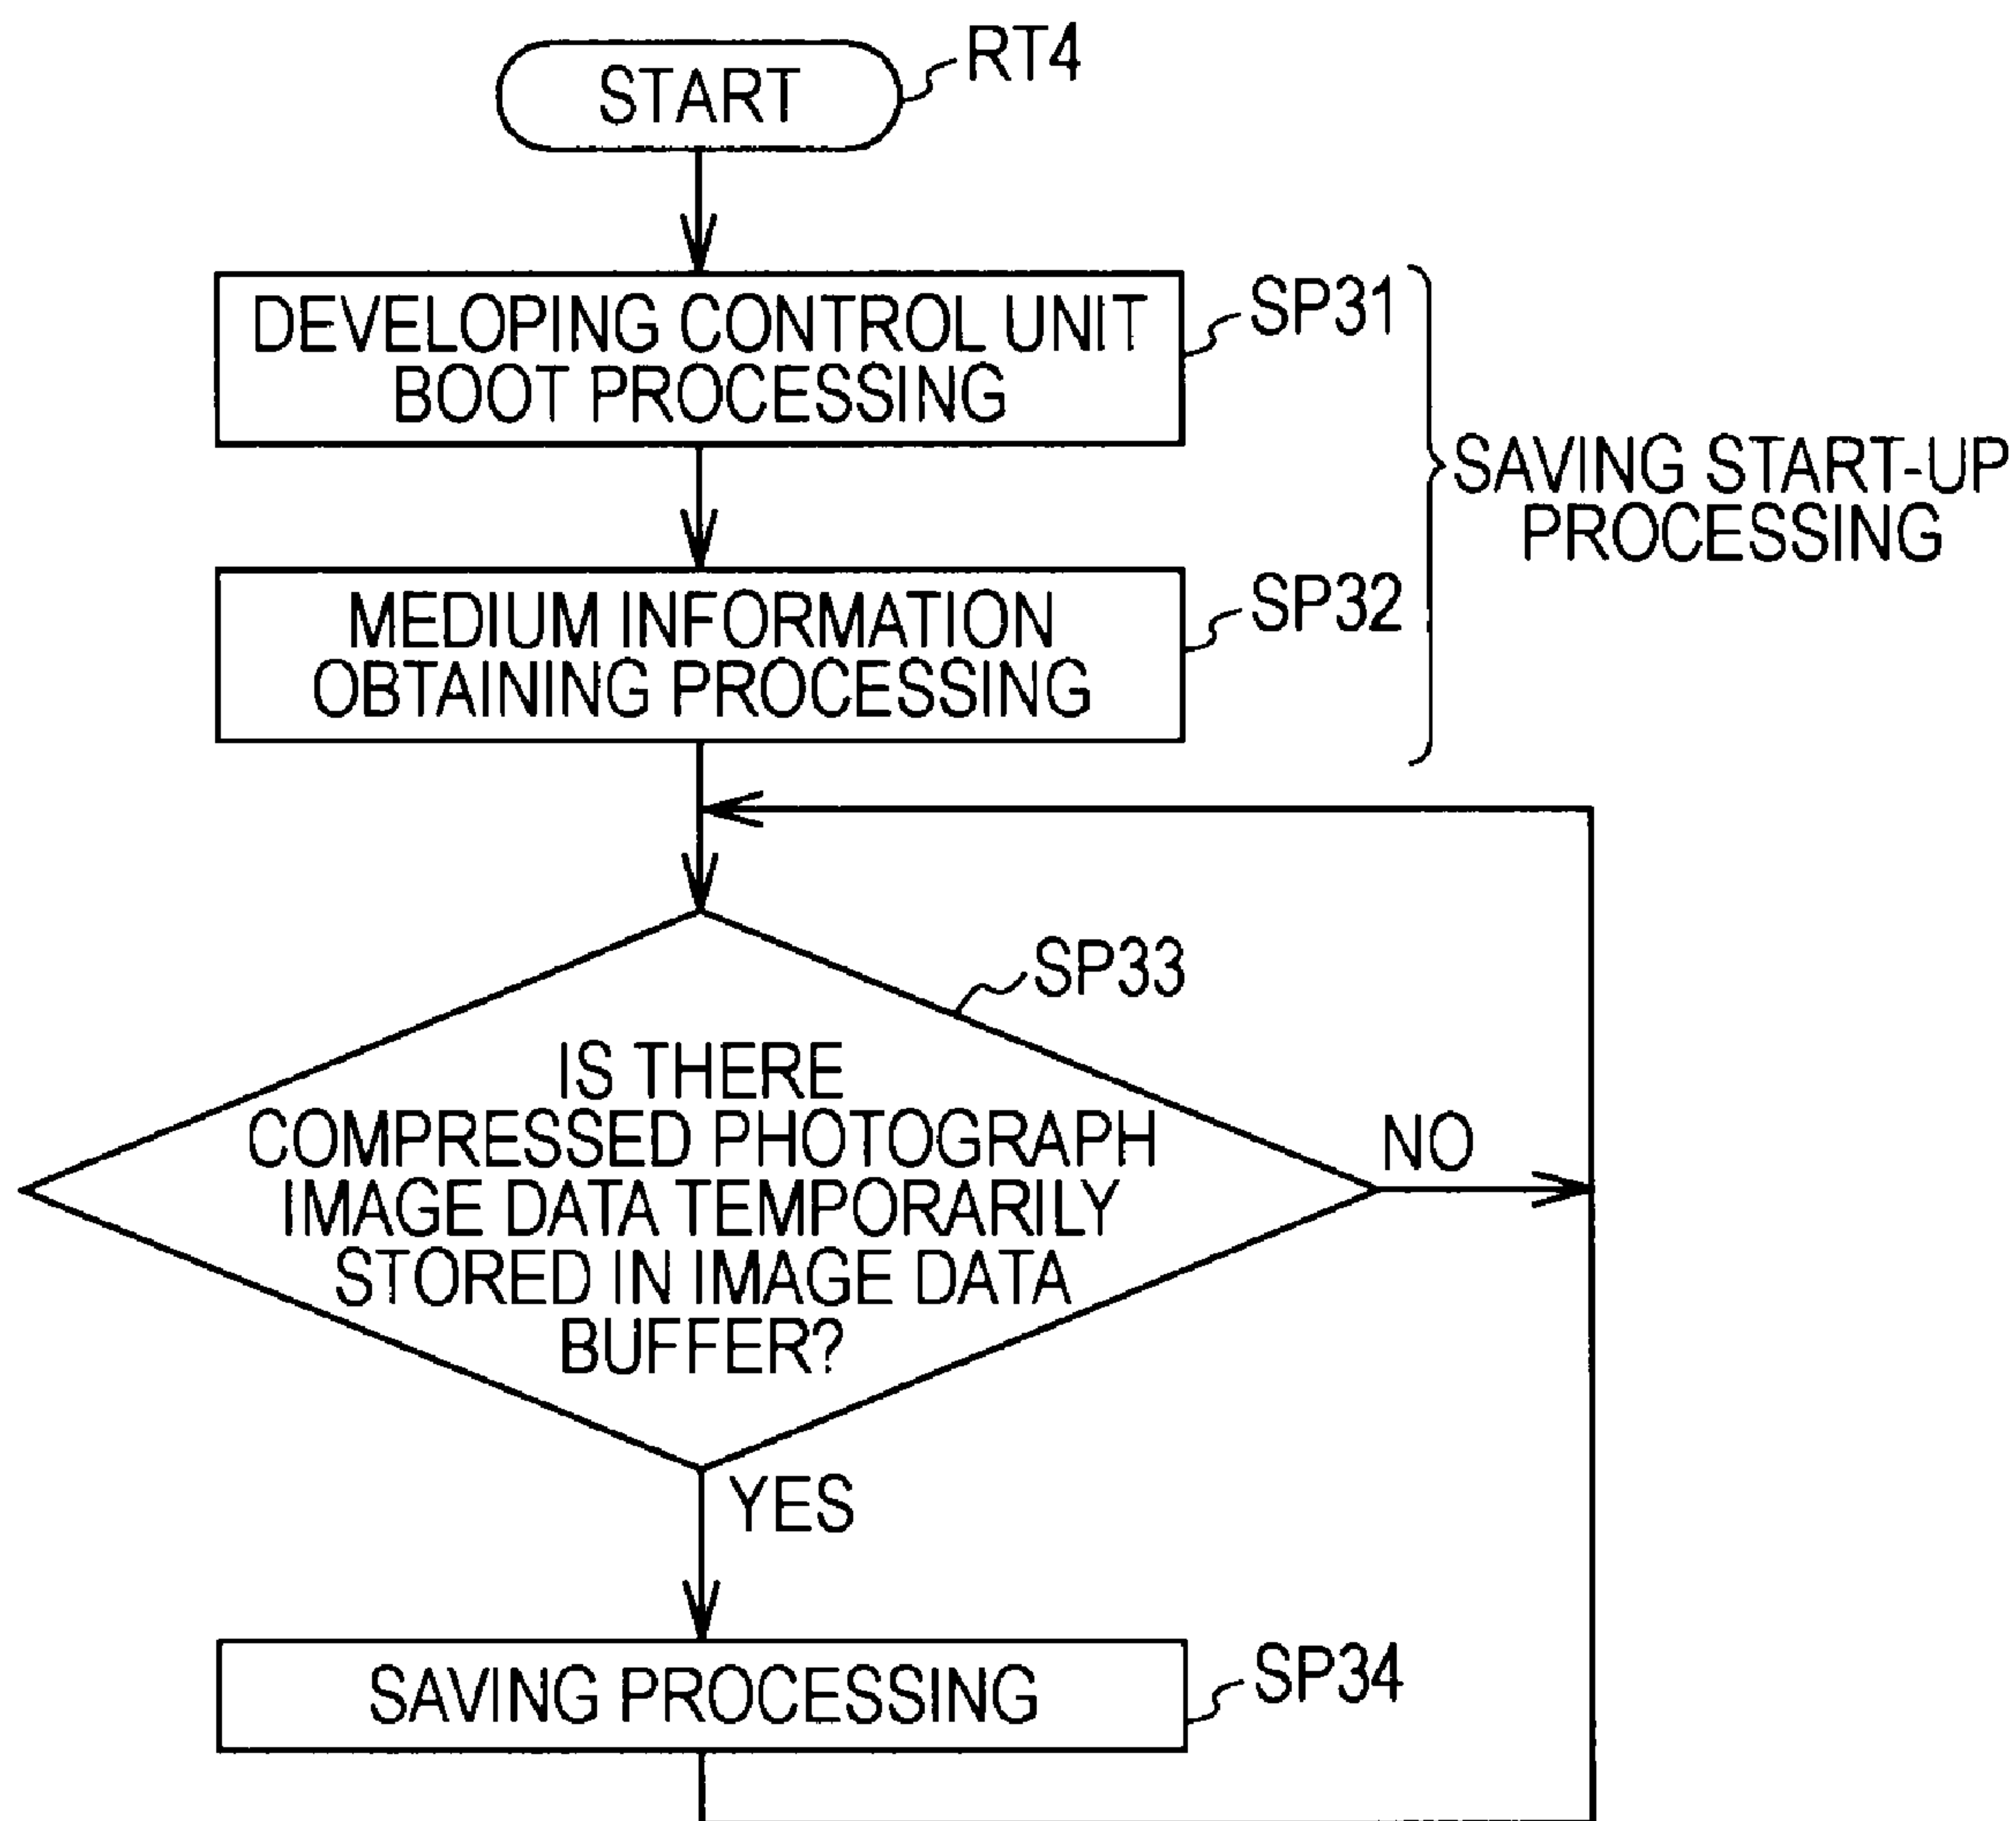 START
RT4
DEVELOPING CONTROL UNIT
BOOT PROCESSING
SP31
MEDIUM INFORMATION
OBTAINING PROCESSING
SP32
SAVING START-UP
PROCESSING
SP33
IS THERE
COMPRESSED PHOTOGRAPH
IMAGE DATA TEMPORARILY
STORED IN IMAGE DATA
BUFFER?
NO
YES
SAVING PROCESSING
SP34